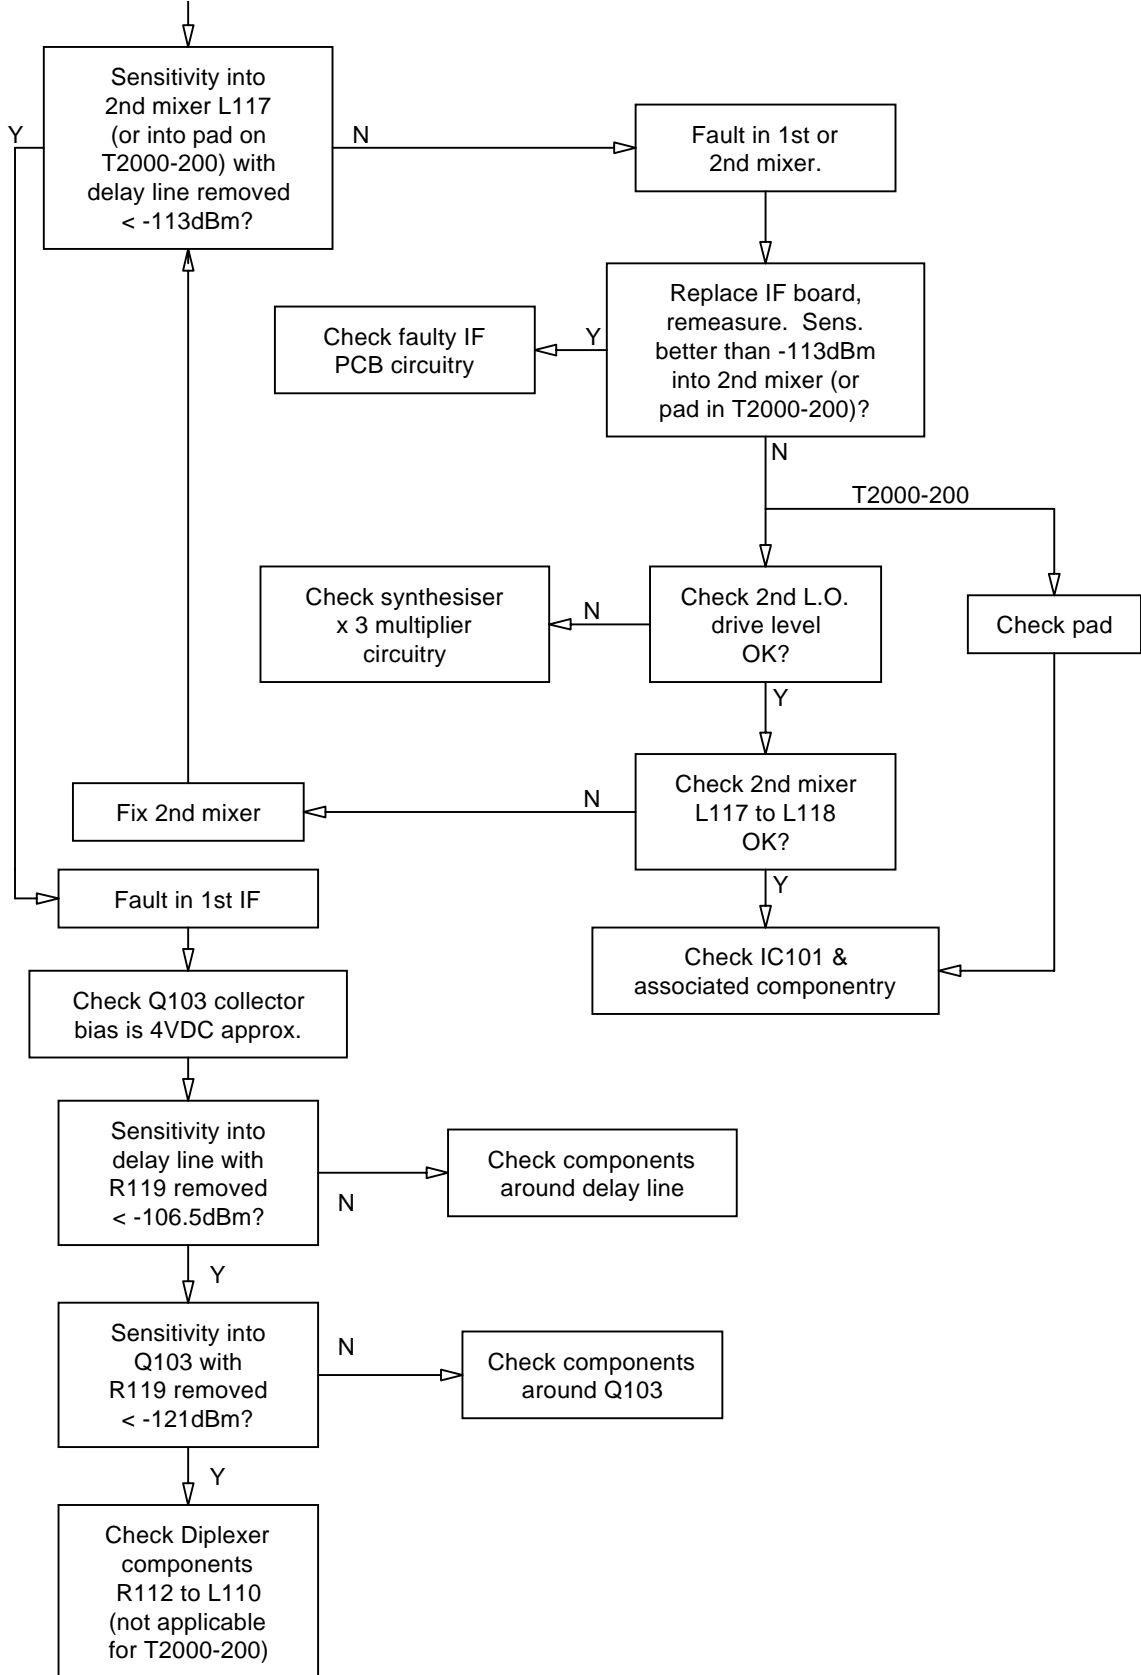 Sensitivity into
2nd mixer L117
(or into pad on
T2000-200) with
delay line removed
< -113dBm?
Y
N
Fault in 1st or
2nd mixer.
Replace IF board,
remeasure. Sens.
better than -113dBm
into 2nd mixer (or
pad in T2000-200)?
Y
Check faulty IF
PCB circuitry
N
T2000-200
Check 2nd L.O.
drive level
OK?
N
Check synthesiser
x 3 multiplier
circuitry
Check pad
Y
Check 2nd mixer
L117 to L118
OK?
N
Fix 2nd mixer
Y
Check IC101 &
associated componentry
Fault in 1st IF
Check Q103 collector
bias is 4VDC approx.
Sensitivity into
delay line with
R119 removed
< -106.5dBm?
N
Check components
around delay line
Y
Sensitivity into
Q103 with
R119 removed
< -121dBm?
N
Check components
around Q103
Y
Check Diplexer
components
R112 to L110
(not applicable
for T2000-200)